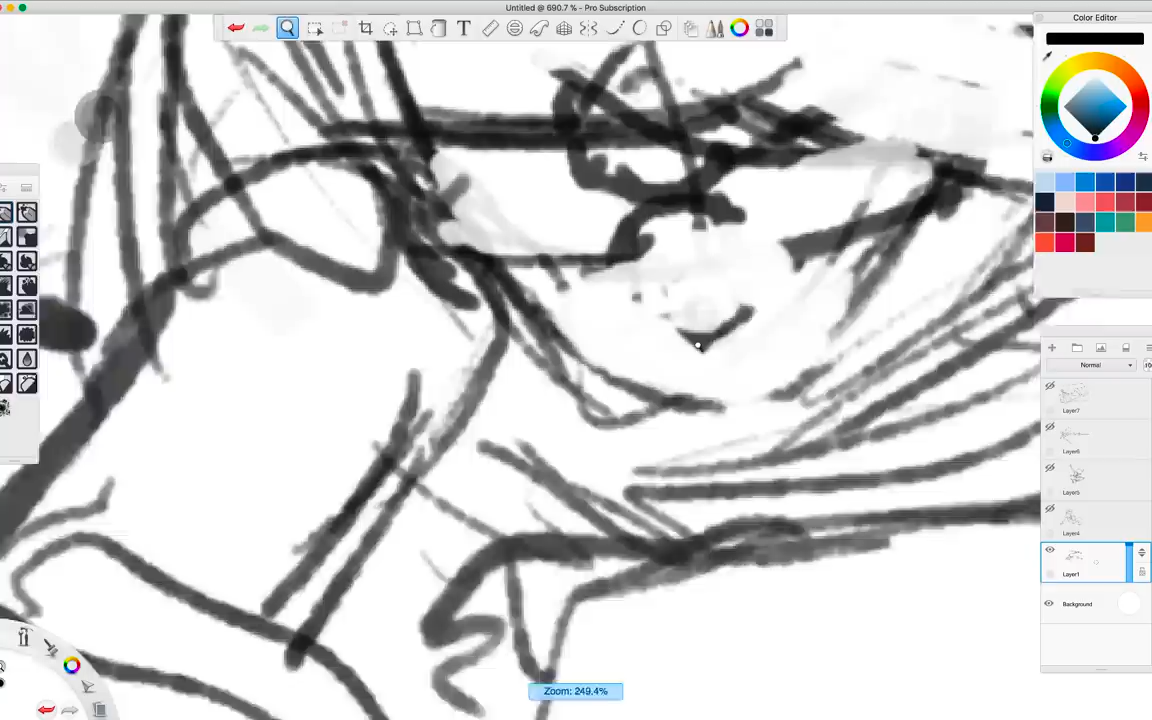 Untitled @ 690.7 % - Pro Subscription
T
Color Editor
Normal
Layer7
Layer6
Layer5
Layer4
Layer1
Background
Zoom: 249.4%